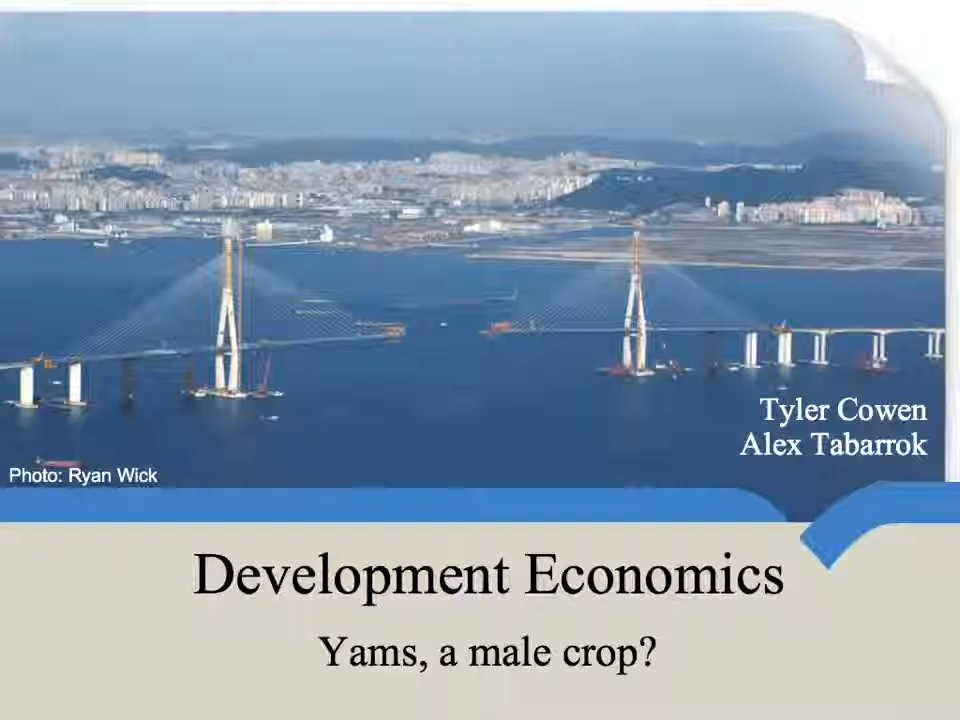 Tyler Cowen
Alex Tabarrok
Photo: Ryan Wick
Development Economics
Yams, a male crop?